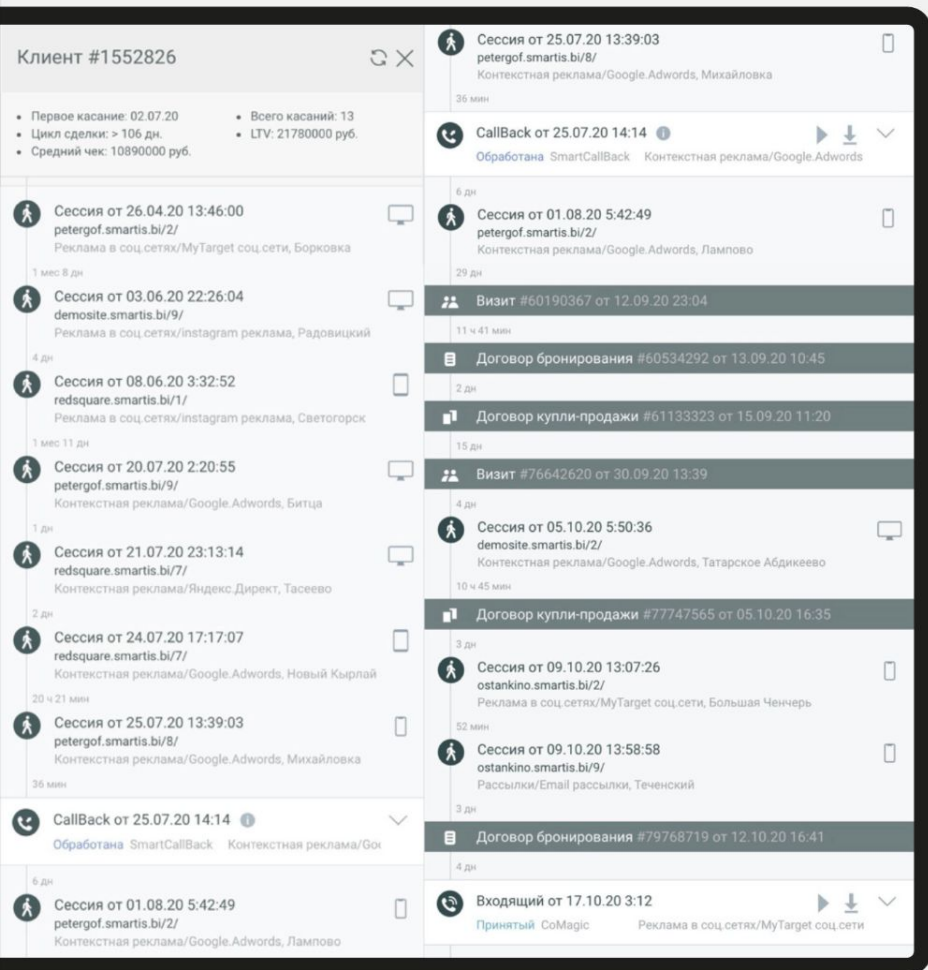 Клиент #1552826
• Первое касание: 02.07.20
• Цикл сделки: > 106 дн.
• Средний чек: 10890000 руб.
• Всего касаний: 13
• LTV: 21780000 руб.
Сессия от 26.04.20 13:46:00
petergof.smartis.bi/2/
Реклама в соц.сетях/MyTarget соц.сети, Борковка
1 мес 8 дн
Сессия от 03.06.20 22:26:04
demosite.smartis.bi/9/
Реклама в соц.сетях/instagram реклама, Радовицкий
4 дн
Сессия от 08.06.20 3:32:52
redsquare.smartis.bi/1/
Реклама в соц.сетях/instagram реклама, Светогорск
1 мес 11 дн
Сессия от 20.07.20 2:20:55
petergof.smartis.bi/9/
Контекстная реклама/Google.Adwords, Битца
1 дн
Сессия от 21.07.20 23:13:14
redsquare.smartis.bi/7/
Контекстная реклама/Яндекс.Директ, Тасеево
2 дн
Сессия от 24.07.20 17:17:07
redsquare.smartis.bi/7/
Контекстная реклама/Google.Adwords, Новый Кырлай
20 ч 21 мин
Сессия от 25.07.20 13:39:03
petergof.smartis.bi/8/
Контекстная реклама/Google.Adwords, Михайловка
36 мин
CallBack от 25.07.20 14:14
Обработана SmartCallBack Контекстная реклама/Goo
6 дн
Сессия от 01.08.20 5:42:49
petergof.smartis.bi/2/
Контекстная реклама/Google.Adwords, Лампово
Сессия от 25.07.20 13:39:03
petergof.smartis.bi/8/
Контекстная реклама/Google.Adwords, Михайловка
36 мин
CallBack от 25.07.20 14:14
Обработана SmartCallBack Контекстная реклама/Google.Adwords
6 дн
Сессия от 01.08.20 5:42:49
petergof.smartis.bi/2/
Контекстная реклама/Google.Adwords, Лампово
29 дн
Визит #60190367 от 12.09.20 23:04
11 ч 41 мин
Договор бронирования #60534292 от 13.09.20 10:45
2 дн
Договор купли-продажи #61133323 от 15.09.20 11:20
15 дн
Визит #76642620 от 30.09.20 13:39
4 дн
Сессия от 05.10.20 5:50:36
demosite.smartis.bi/2/
Контекстная реклама/Google.Adwords, Татарское Абдикеево
10 ч 45 мин
Договор купли-продажи #77747565 от 05.10.20 16:35
3 дн
Сессия от 09.10.20 13:07:26
ostankino.smartis.bi/2/
Реклама в соц.сетях/MyTarget соц.сети, Большая Ченчерь
52 мин
Сессия от 09.10.20 13:58:58
ostankino.smartis.bi/9/
Рассылки/Email рассылки, Теченский
3 дн
Договор бронирования #79768719 от 12.10.20 16:41
4 дн
Входящий от 17.10.20 3:12
Принятый CoMagic Реклама в соц.сетях/MyTarget соц.сети